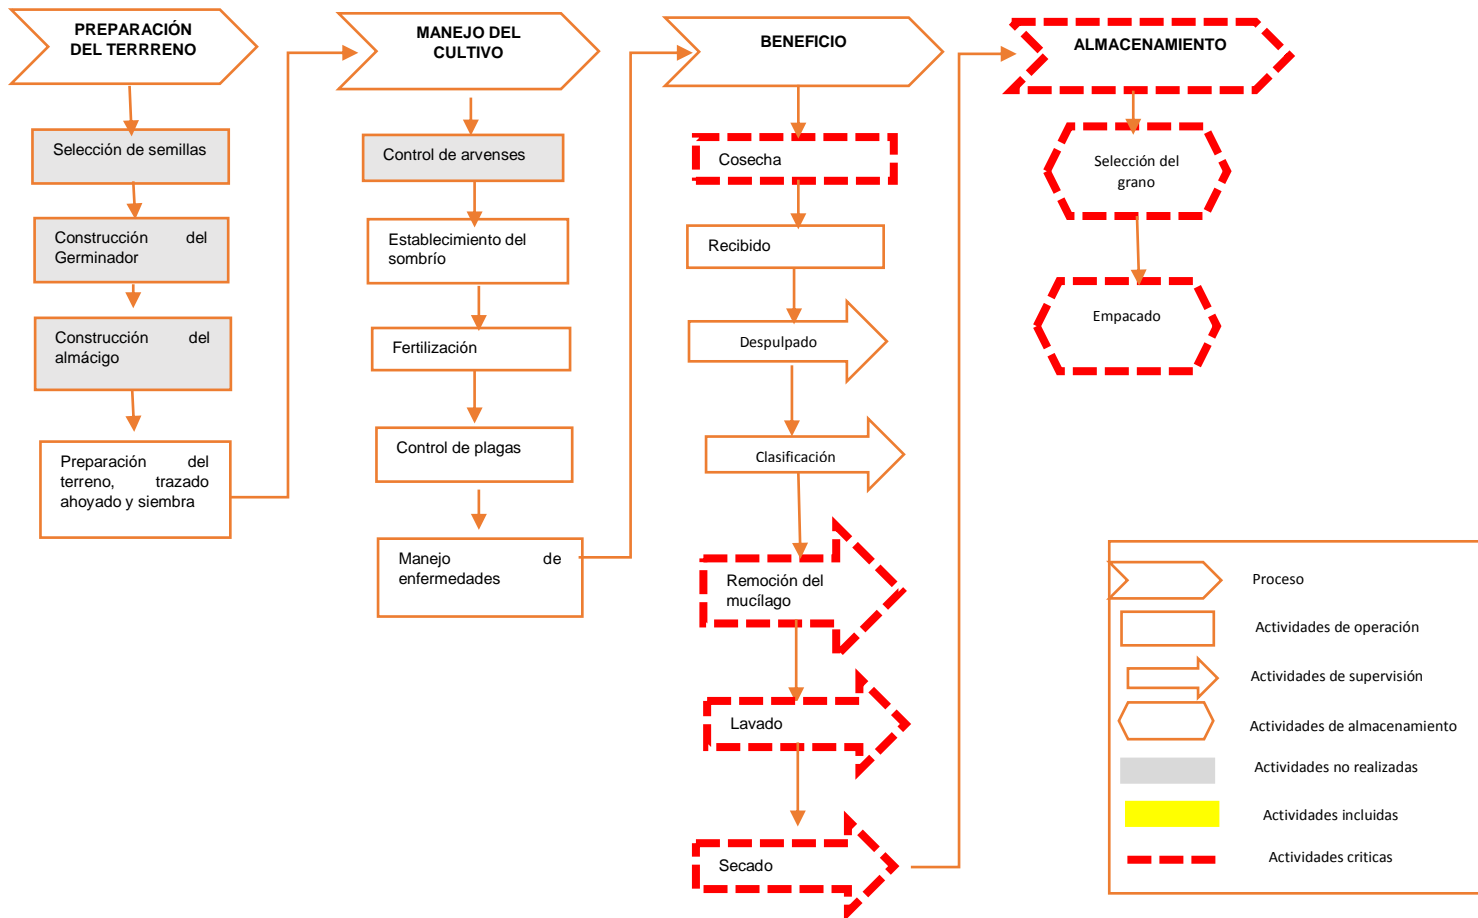 PREPARACIÓN
DEL TERRRENO
Selección de semillas
Construcción del
Germinador
Construcción del
almácigo
Preparación del
terreno, trazado
ahoyado y siembra
MANEJO DEL
CULTIVO
Control de arvenses
Establecimiento del
sombrío
Fertilización
Control de plagas
Manejo de
enfermedades
BENEFICIO
Cosecha
Recibido
Despulpado
Clasificación
Remoción del
mucílago
Lavado
Secado
ALMACENAMIENTO
Selección del
grano
Empacado
Proceso
Actividades de operación
Actividades de supervisión
Actividades de almacenamiento
Actividades no realizadas
Actividades incluidas
Actividades criticas